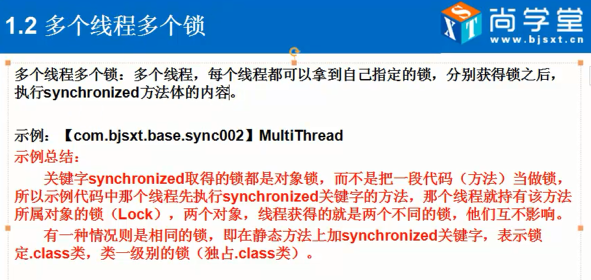 1.2 多个线程多个锁
SXT
尚学堂
www.bjsxt.cn
多个线程多个锁：多个线程，每个线程都可以拿到自己指定的锁，分别获得锁之后，
执行synchronized方法体的内容。
示例：【com.bjsxt.base.sync002】MultiThread
示例总结：
关键字synchronized取得的锁都是对象锁，而不是把一段代码（方法）当做锁，
所以示例代码中那个线程先执行synchronized关键字的方法，那个线程就持有该方法
所属对象的锁（Lock），两个对象，线程获得的就是两个不同的锁，他们互不影响。
有一种情况则是相同的锁，即在静态方法上加synchronized关键字，表示锁
定.class类，类一级别的锁（独占.class类）。